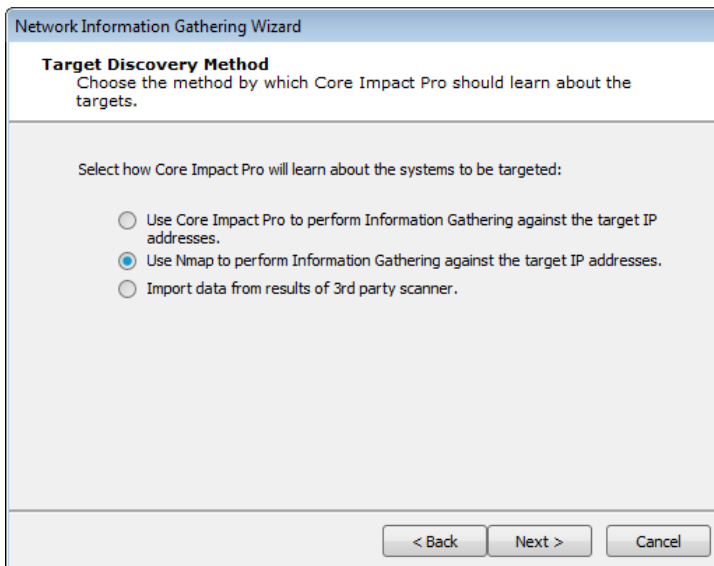 Network Information Gathering Wizard
Target Discovery Method
Choose the method by which Core Impact Pro should learn about the
targets.
Select how Core Impact Pro will learn about the systems to be targeted:
Use Core Impact Pro to perform Information Gathering against the target IP
addresses.
Use Nmap to perform Information Gathering against the target IP addresses.
Import data from results of 3rd party scanner.
< Back Next > Cancel